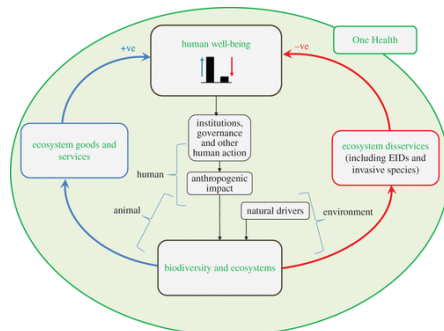 One Health
human well-being
+ve
–ve
institutions,
governance
and other
human action
ecosystem goods and
services
ecosystem disservices
(including EIDs and
invasive species)
human
anthropogenic
impact
animal
natural drivers
environment
biodiversity and ecosystems